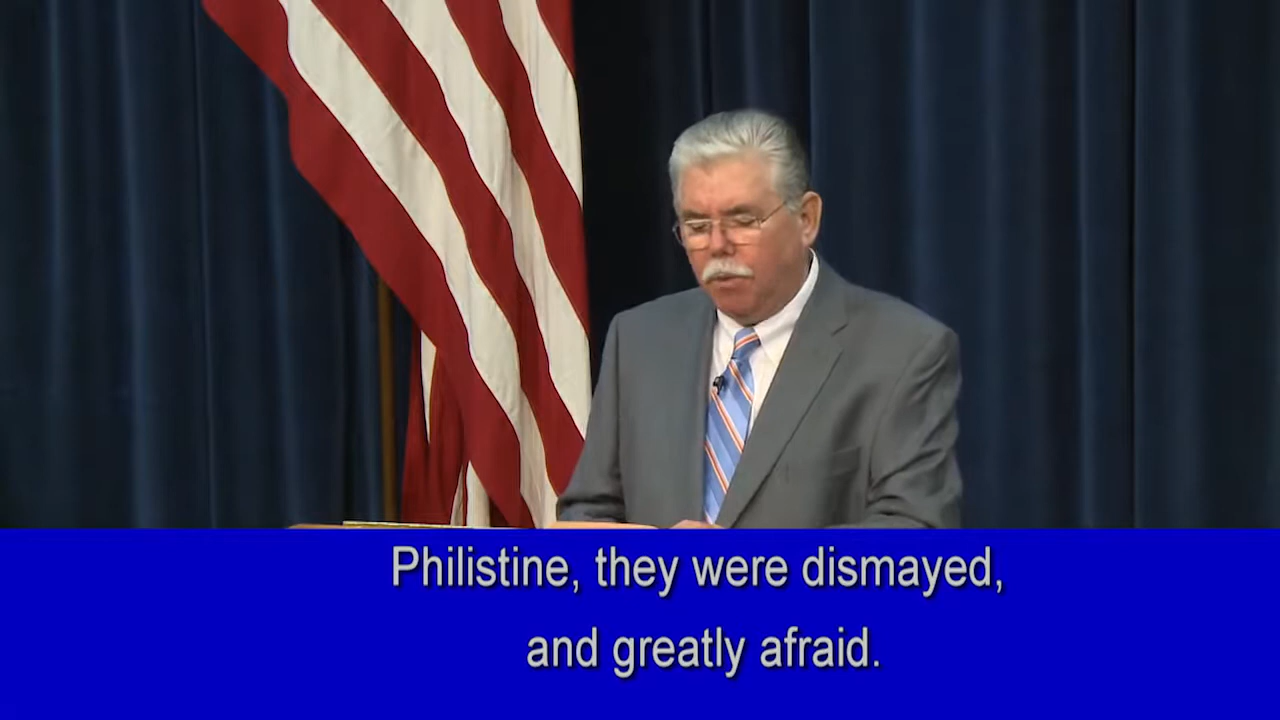 Philistine, they were dismayed,
and greatly afraid.